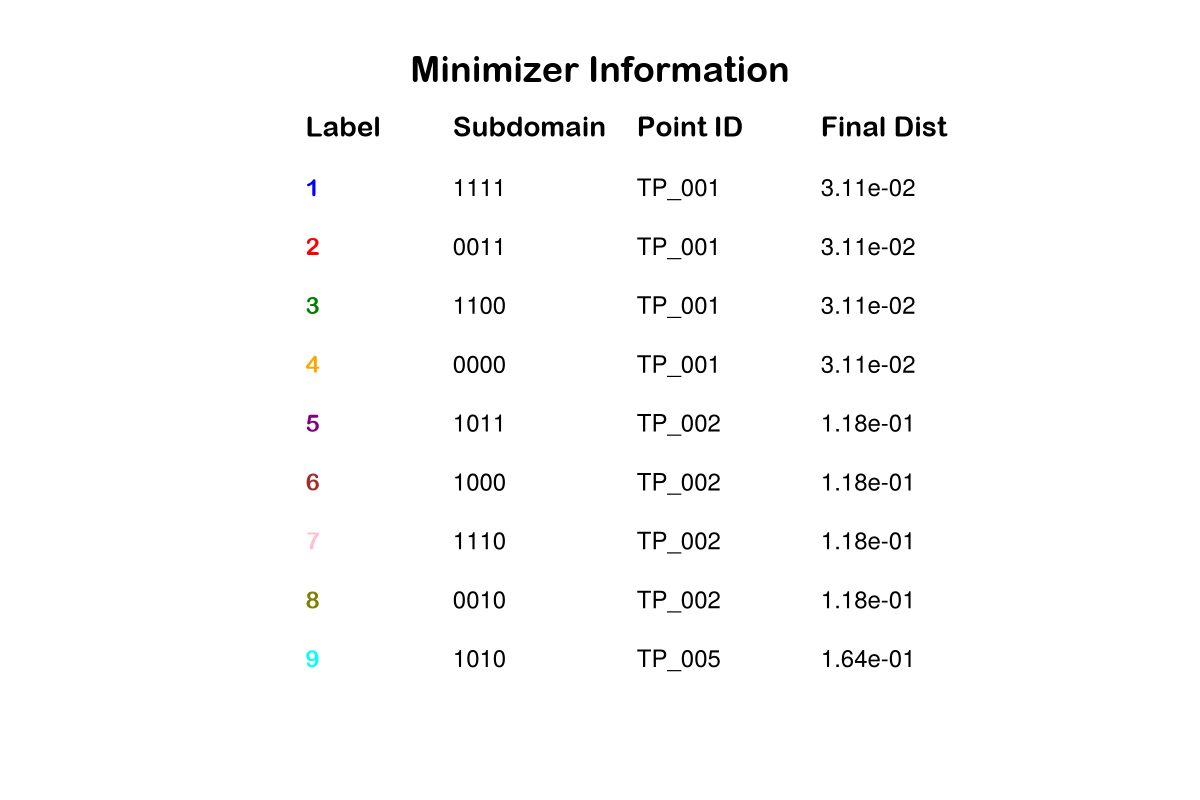 Minimizer Information
Label Subdomain Point ID Final Dist
1 1111 TP_001 3.11e-02
2 0011 TP_001 3.11e-02
3 1100 TP_001 3.11e-02
4 0000 TP_001 3.11e-02
5 1011 TP_002 1.18e-01
6 1000 TP_002 1.18e-01
7 1110 TP_002 1.18e-01
8 0010 TP_002 1.18e-01
9 1010 TP_005 1.64e-01